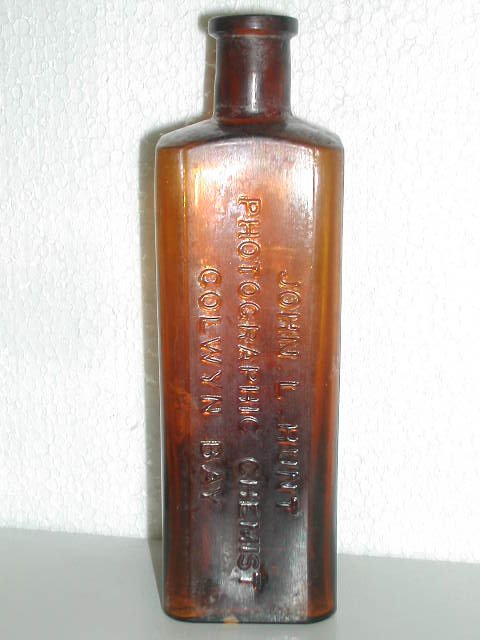 JOHN L. HUNT
PHOTOGRAPHIC CHEMIST
COLWYN BAY